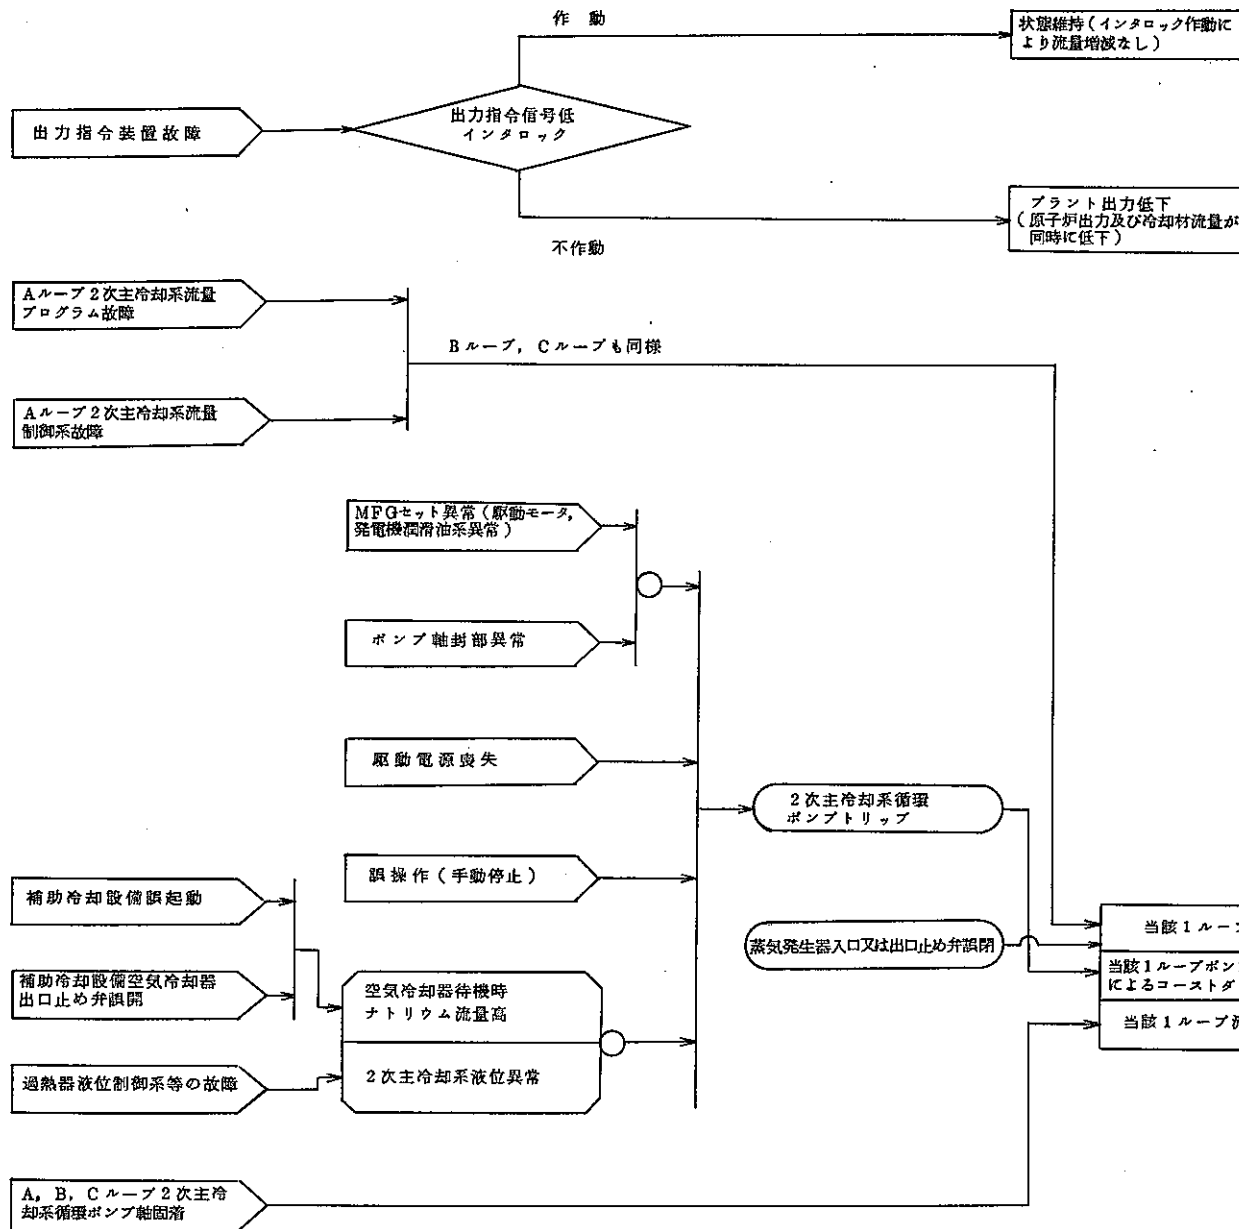 作 動
状態維持(インタロック作動に
より流量増減なし)
出力指令装置故障
出力指令信号低
インタロック
プラント出力低下
(原子炉出力及び冷却材流量が
同時に低下)
不作動
Aループ2次主冷却系流量
プログラム故障
Bループ,Cループも同様
Aループ2次主冷却系流量
制御系故障
MFGセット異常(駆動モータ,
発電機潤滑油系異常)
ポンプ軸封部異常
駆動電源喪失
2次主冷却系循環
ポンプトリップ
誤操作(手動停止)
補助冷却設備誤起動
蒸気発生器入口又は出口止め弁誤閉
当該1ループ
補助冷却設備空気冷却器
出口止め弁誤開
空気冷却器待機時
ナトリウム流量高
当該1ループポン
によるコーストダ
当該1ループ流
過熱器液位制御系等の故障
2次主冷却系液位異常
A,B,Cループ2次主冷
却系循環ポンプ軸固着